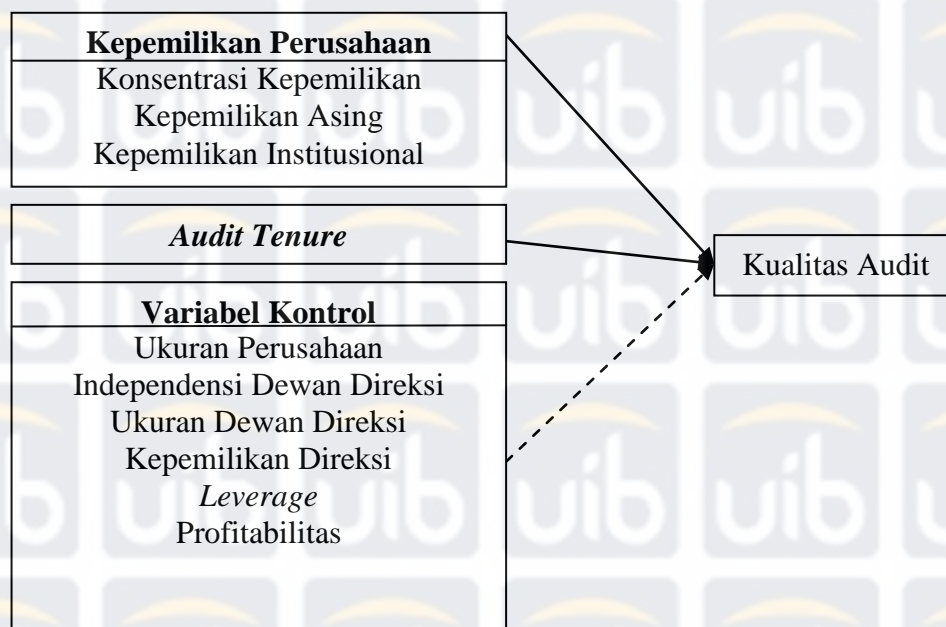 Kepemilikan Perusahaan
Konsentrasi Kepemilikan
Kepemilikan Asing
Kepemilikan Institusional
Audit Tenure
Variabel Kontrol
Ukuran Perusahaan
Independensi Dewan Direksi
Ukuran Dewan Direksi
Kepemilikan Direksi
Leverage
Profitabilitas
Kualitas Audit
uib